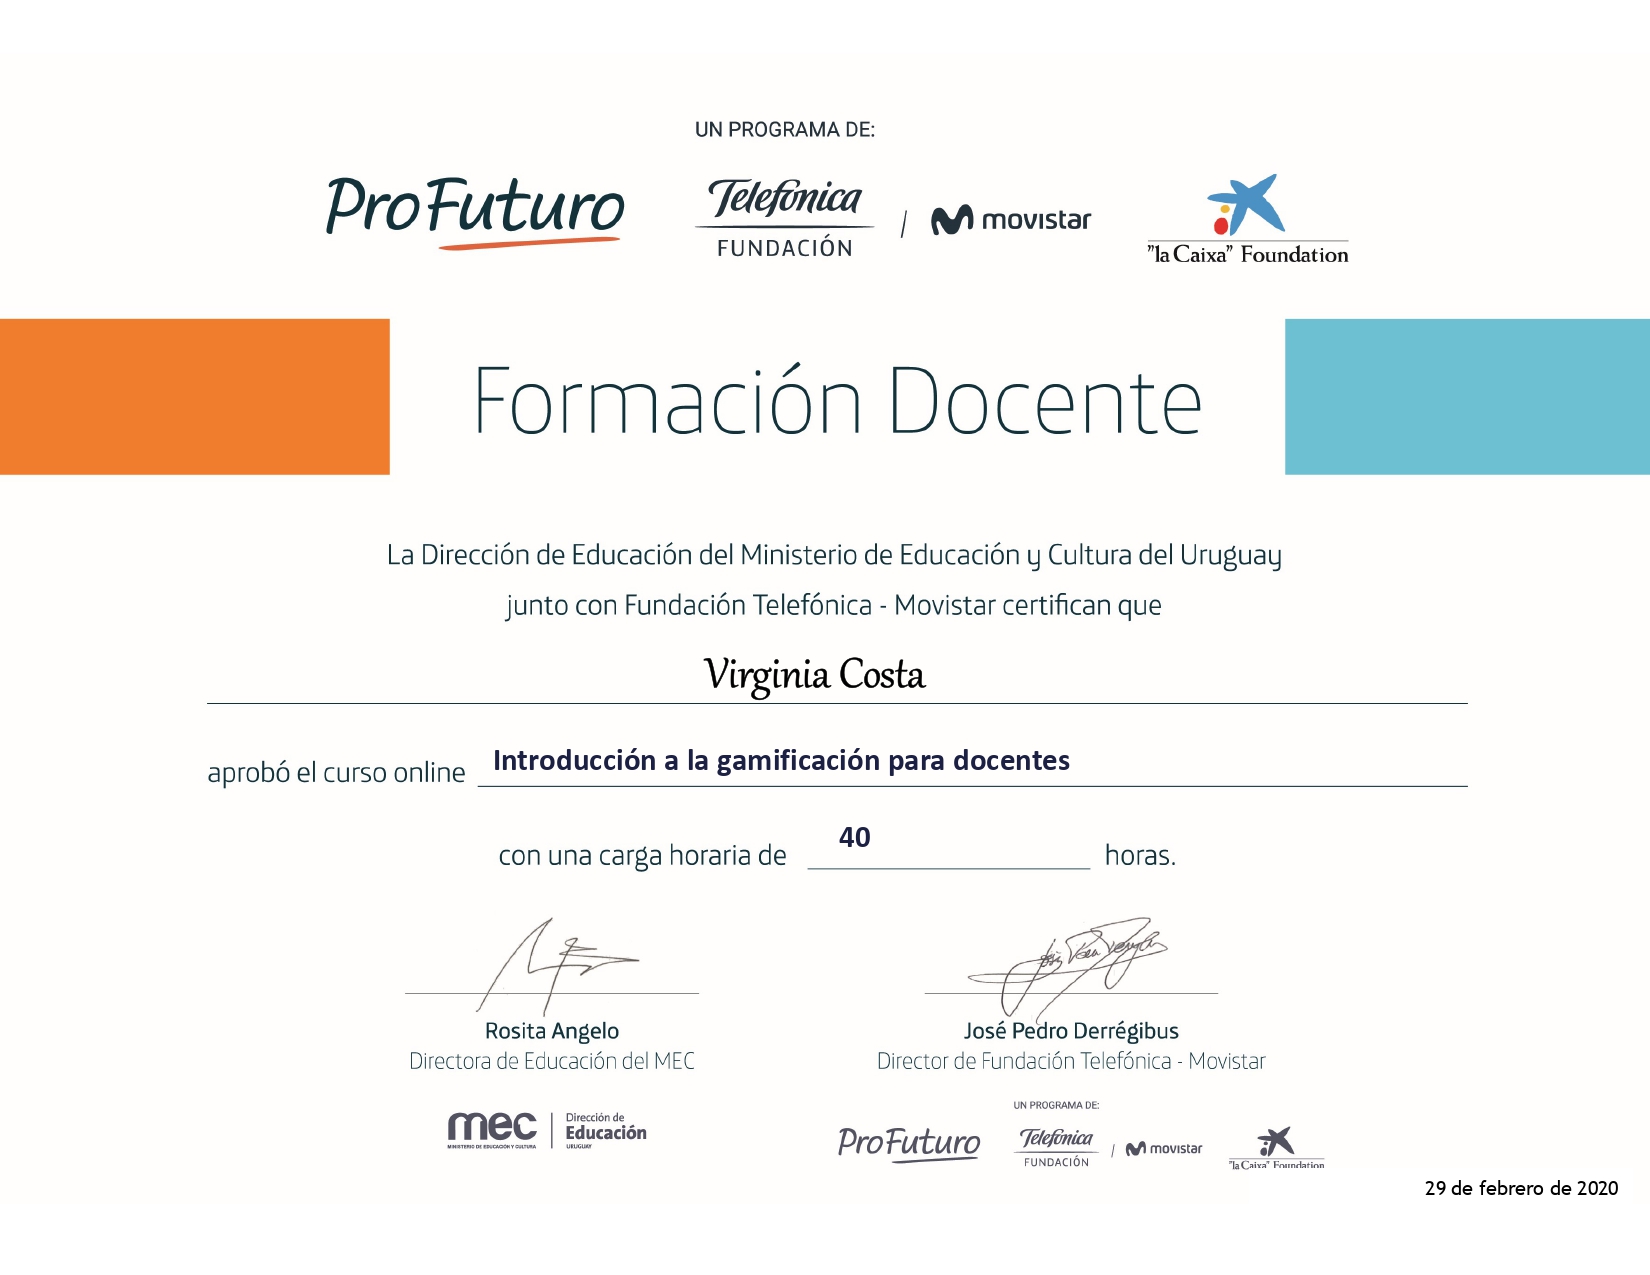 UN PROGRAMA DE:
ProFuturo
Telefónica
FUNDACIÓN
/ movistar
"la Caixa" Foundation
Formación Docente
La Dirección de Educación del Ministerio de Educación y Cultura del Uruguay
junto con Fundación Telefónica - Movistar certifican que
Virginia Costa
aprobó el curso online Introducción a la gamificación para docentes
con una carga horaria de 40 horas.
Rosita Angelo
Directora de Educación del MEC
José Pedro Derrégibus
Director de Fundación Telefónica - Movistar
mec
MINISTERIO DE EDUCACIÓN Y CULTURA
Dirección de
Educación
URUGUAY
UN PROGRAMA DE:
ProFuturo
Telefónica
FUNDACIÓN
/ movistar
"la Caixa" Foundation
29 de febrero de 2020